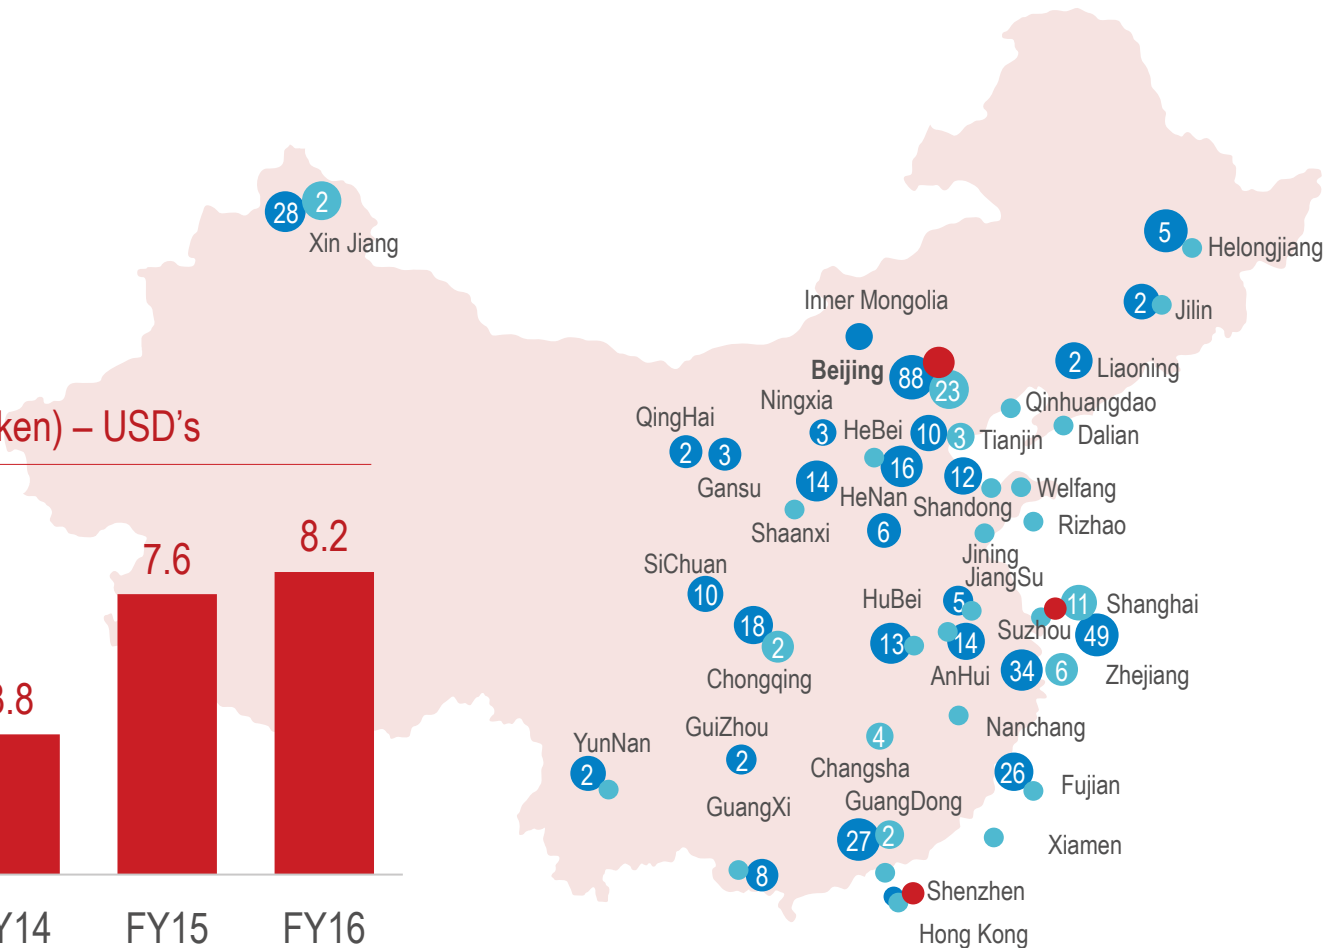 28
2
Xin Jiang
5
Helongjiang
2
Jilin
Inner Mongolia
Beijing
88
23
2
Liaoning
Ningxia
3
HeBei
10
3
Tianjin
Qinhuangdao
Dalian
QingHai
2
3
Gansu
14
Shaanxi
16
HeNan
6
12
Shandong
Welfang
Rizhao
Jining
JiangSu
5
SiChuan
10
18
2
Chongqing
HuBei
13
14
AnHui
Suzhou
11
Shanghai
49
34
6
Zhejiang
Nanchang
4
Changsha
GuiZhou
2
YunNan
2
GuangXi
8
GuangDong
27
2
26
Fujian
Xiamen
Shenzhen
Hong Kong
ken) – USD's
.8
7.6
8.2
Y14
FY15
FY16